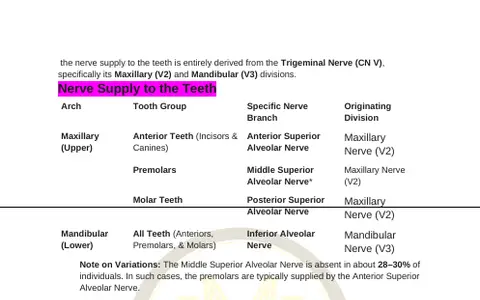 the nerve supply to the teeth is entirely derived from the Trigeminal Nerve (CN V),
specifically its Maxillary (V2) and Mandibular (V3) divisions.
Nerve Supply to the Teeth
Arch Tooth Group Specific Nerve Originating
Branch Division
Maxillary Anterior Teeth (Incisors & Anterior Superior Maxillary
(Upper) Canines) Alveolar Nerve Nerve (V2)
Premolars Middle Superior Maxillary Nerve
Alveolar Nerve* (V2)
Molar Teeth Posterior Superior Maxillary
Alveolar Nerve Nerve (V2)
Mandibular All Teeth (Anteriors, Inferior Alveolar Mandibular
(Lower) Premolars, & Molars) Nerve Nerve (V3)
Note on Variations: The Middle Superior Alveolar Nerve is absent in about 28–30% of
individuals. In such cases, the premolars are typically supplied by the Anterior Superior
Alveolar Nerve.